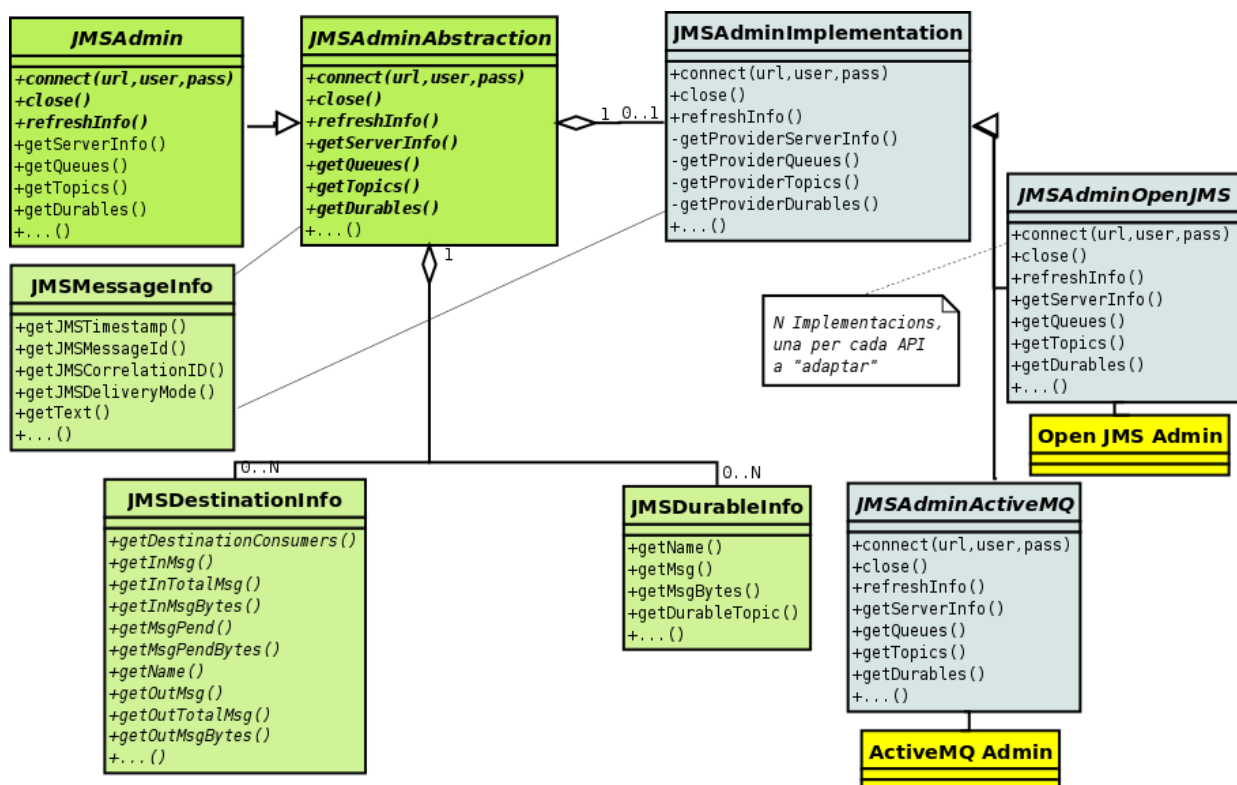 JMSAdmin
+connect(url,user,pass)
+close()
+refreshInfo()
+getServerInfo()
+getQueues()
+getTopics()
+getDurables()
+...()
JMSAdminAbstraction
+connect(url,user,pass)
+close()
+refreshInfo()
+getServerInfo()
+getQueues()
+getTopics()
+getDurables()
+...()
1
0..1
1
JMSAdminImplementation
+connect(url,user,pass)
+close()
+refreshInfo()
-getProviderServerInfo()
-getProviderQueues()
-getProviderTopics()
-getProviderDurables()
+...()
JMSAdminOpenJMS
+connect(url,user,pass)
+close()
+refreshInfo()
+getServerInfo()
+getQueues()
+getTopics()
+getDurables()
+...()
Open JMS Admin
JMSMessageInfo
+getJMSTimestamp()
+getJMSMessageId()
+getJMSCorrelationID()
+getJMSDeliveryMode()
+getText()
+...()
N Implementacions,
una per cada API
a "adaptar"
0..N
JMSDestinationInfo
+getDestinationConsumers()
+getInMsg()
+getInTotalMsg()
+getInMsgBytes()
+getMsgPend()
+getMsgPendBytes()
+getName()
+getOutMsg()
+getOutTotalMsg()
+getOutMsgBytes()
+...()
0..N
JMSDurableInfo
+getName()
+getMsg()
+getMsgBytes()
+getDurableTopic()
+...()
JMSAdminActiveMQ
+connect(url,user,pass)
+close()
+refreshInfo()
+getServerInfo()
+getQueues()
+getTopics()
+getDurables()
+...()
ActiveMQ Admin